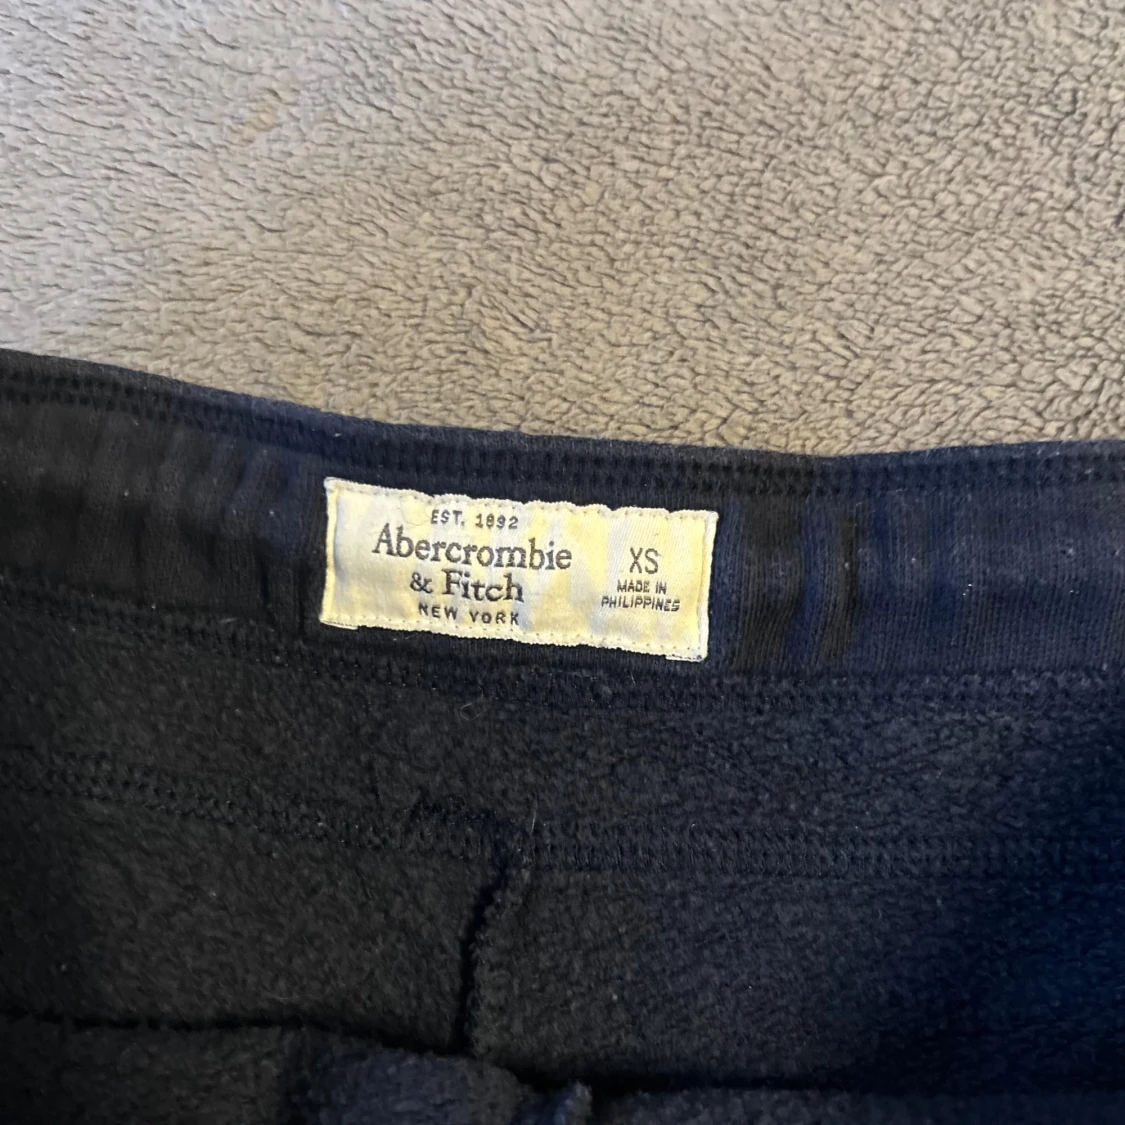 EST. 1892
Abercrombie
& Fitch
NEW YORK
XS
MADE IN
PHILIPPINES